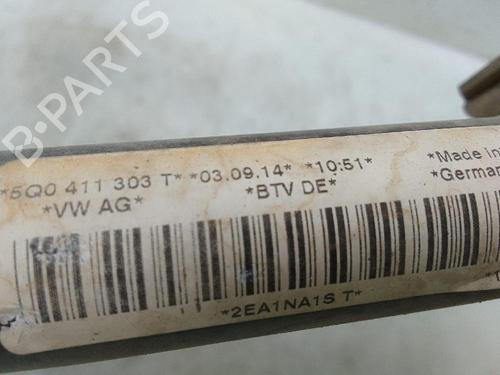 B-PARTS
*5Q0 411 303 T* *03.09.14* *10:51* *Made in
*VW AG* *BTV DE* *German
*2EA1NA1S T*